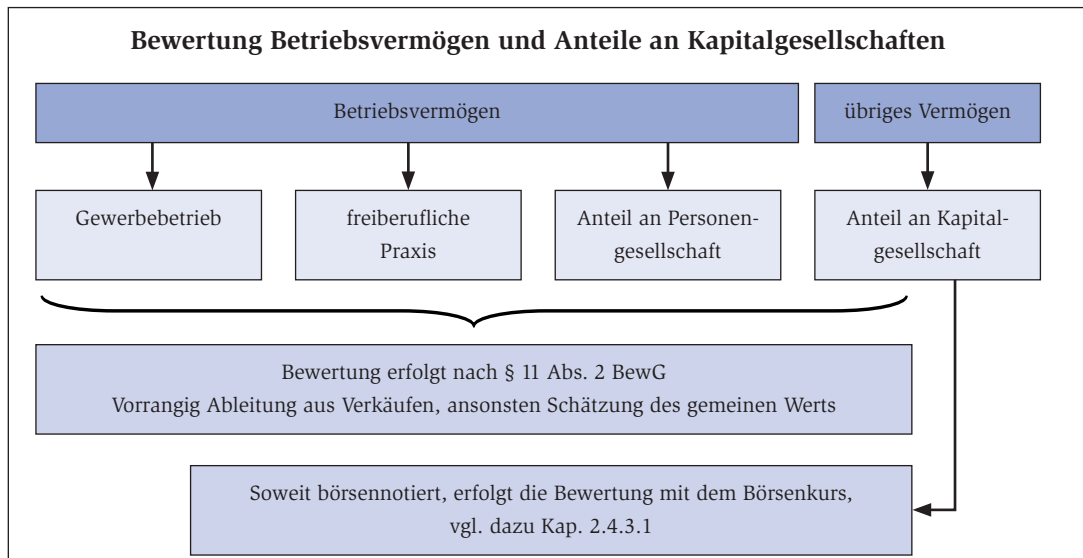 Bewertung Betriebsvermögen und Anteile an Kapitalgesellschaften
Betriebsvermögen
übriges Vermögen
Gewerbebetrieb
freiberufliche
Praxis
Anteil an Personen-
gesellschaft
Anteil an Kapital-
gesellschaft
Bewertung erfolgt nach § 11 Abs. 2 BewG
Vorrangig Ableitung aus Verkäufen, ansonsten Schätzung des gemeinen Werts
Soweit börsennotiert, erfolgt die Bewertung mit dem Börsenkurs,
vgl. dazu Kap. 2.4.3.1